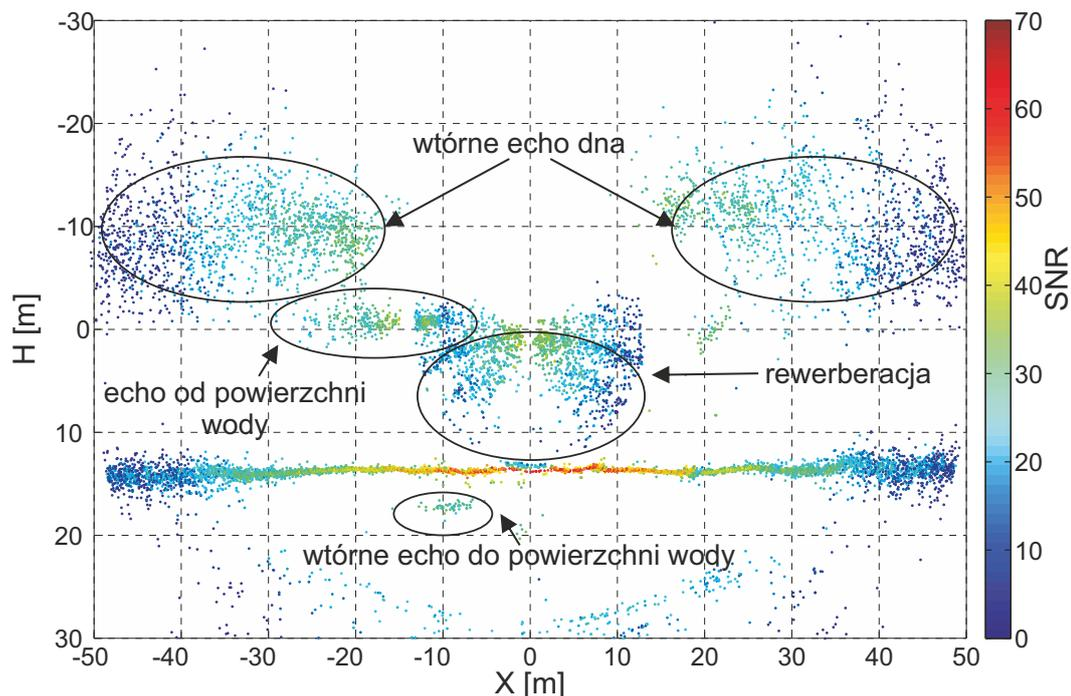 -30
-20
-10
0
10
20
30
H [m]
wtórne echo dna
echo od powierzchni
wody
rewerberacja
wtórne echo do powierzchni wody
-50 -40 -30 -20 -10 0 10 20 30 40 50
X [m]
70
60
50
40
30
20
10
0
SNR